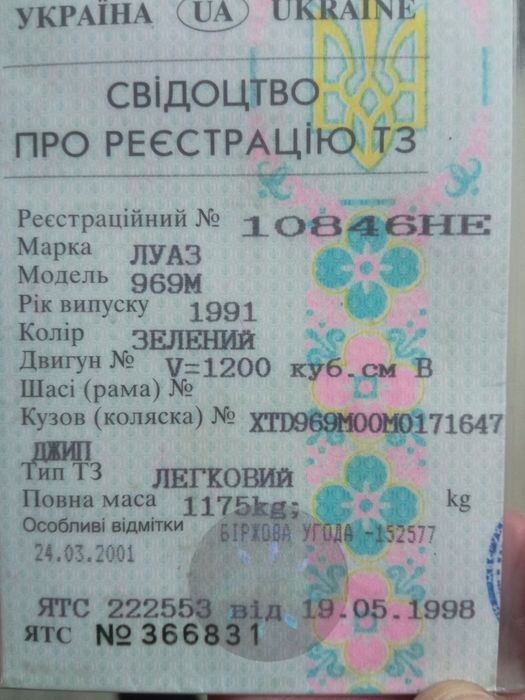 УКРАЇНА UA UKRAINE
СВІДОЦТВО
ПРО РЕЄСТРАЦІЮ ТЗ
Реєстраційний № 10846НЕ
Марка ЛУАЗ
Модель 969М
Рік випуску 1991
Колір ЗЕЛЕНИЙ
Двигун № V=1200 куб.см В
Шасі (рама) №
Кузов (коляска) № XTD969M00M0171647
ДЖИП
Тип ТЗ ЛЕГКОВИЙ
Повна маса 1175kg; kg
Особливі відмітки БІРЖОВА УГОДА -152577
24.03.2001
ЯТС 222553 від 19.05.1998
ЯТС №366831